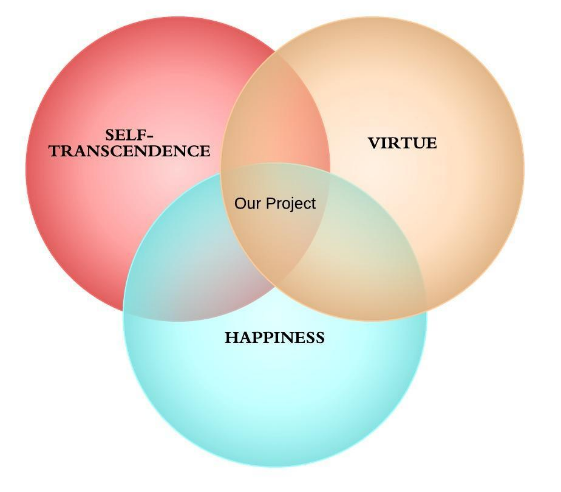 SELF-
TRANSCENDENCE
VIRTUE
Our Project
HAPPINESS